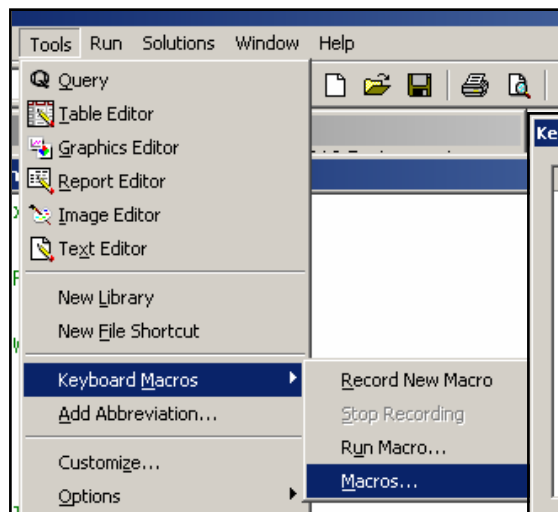 Tools Run Solutions Window Help
Query
Table Editor
Graphics Editor
Report Editor
Image Editor
Text Editor
New Library
New File Shortcut
Keyboard Macros
Add Abbreviation...
Customize...
Options
Record New Macro
Stop Recording
Run Macro...
Macros...
Ke